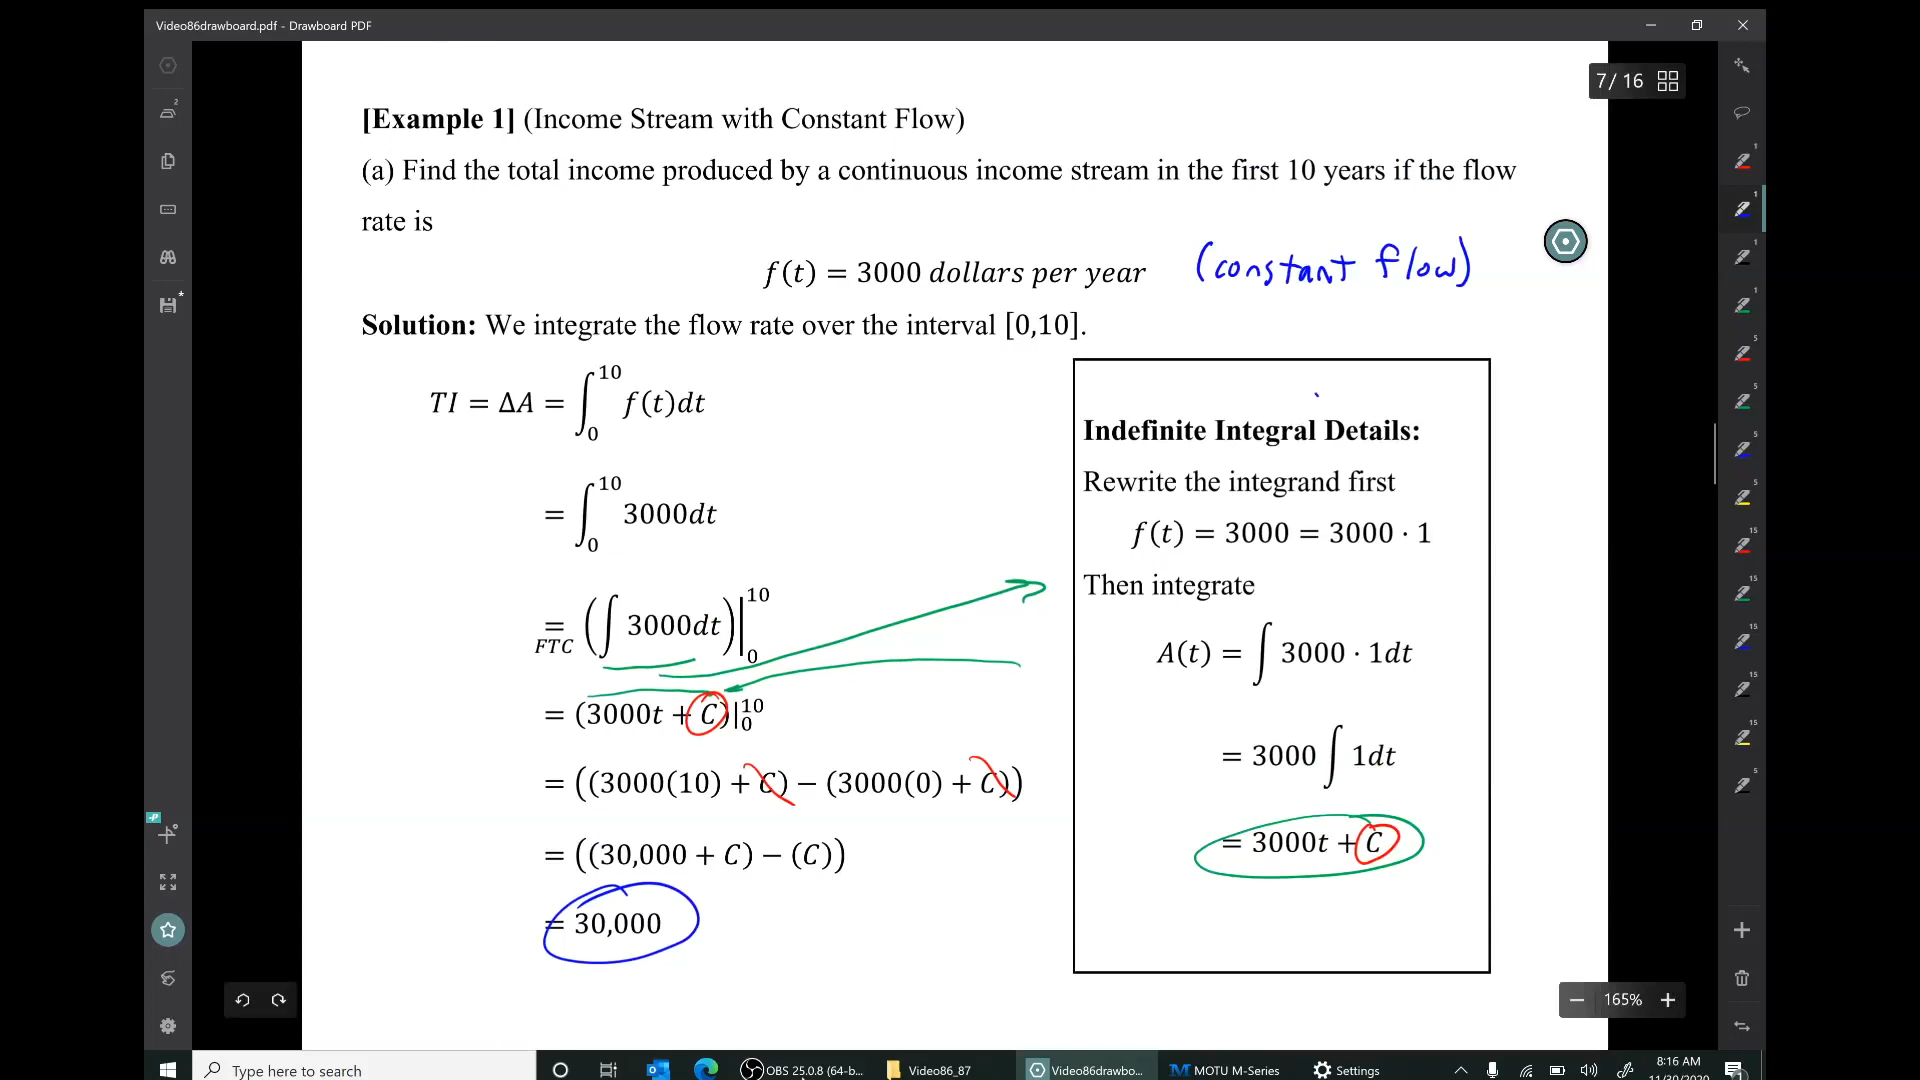 Video86drawboard.pdf - Drawboard PDF
7/ 16
[Example 1] (Income Stream with Constant Flow)
(a) Find the total income produced by a continuous income stream in the first 10 years if the flow
rate is
f(t) = 3000 dollars per year (constant flow)
Solution: We integrate the flow rate over the interval [0,10].
TI = ΔA = ∫₀¹⁰ f(t)dt
= ∫₀¹⁰ 3000dt
= (∫ 3000dt)|₀¹⁰
FTC
= (3000t + C)|₀¹⁰
= ((3000(10) + C) − (3000(0) + C))
= ((30,000 + C) − (C))
= 30,000
Indefinite Integral Details:
Rewrite the integrand first
f(t) = 3000 = 3000 · 1
Then integrate
A(t) = ∫ 3000 · 1dt
= 3000 ∫ 1dt
= 3000t + C
165%
Type here to search
OBS 25.0.8 (64-b...
Video86_87
Video86drawbo...
MOTU M-Series
Settings
8:16 AM
11/30/2020